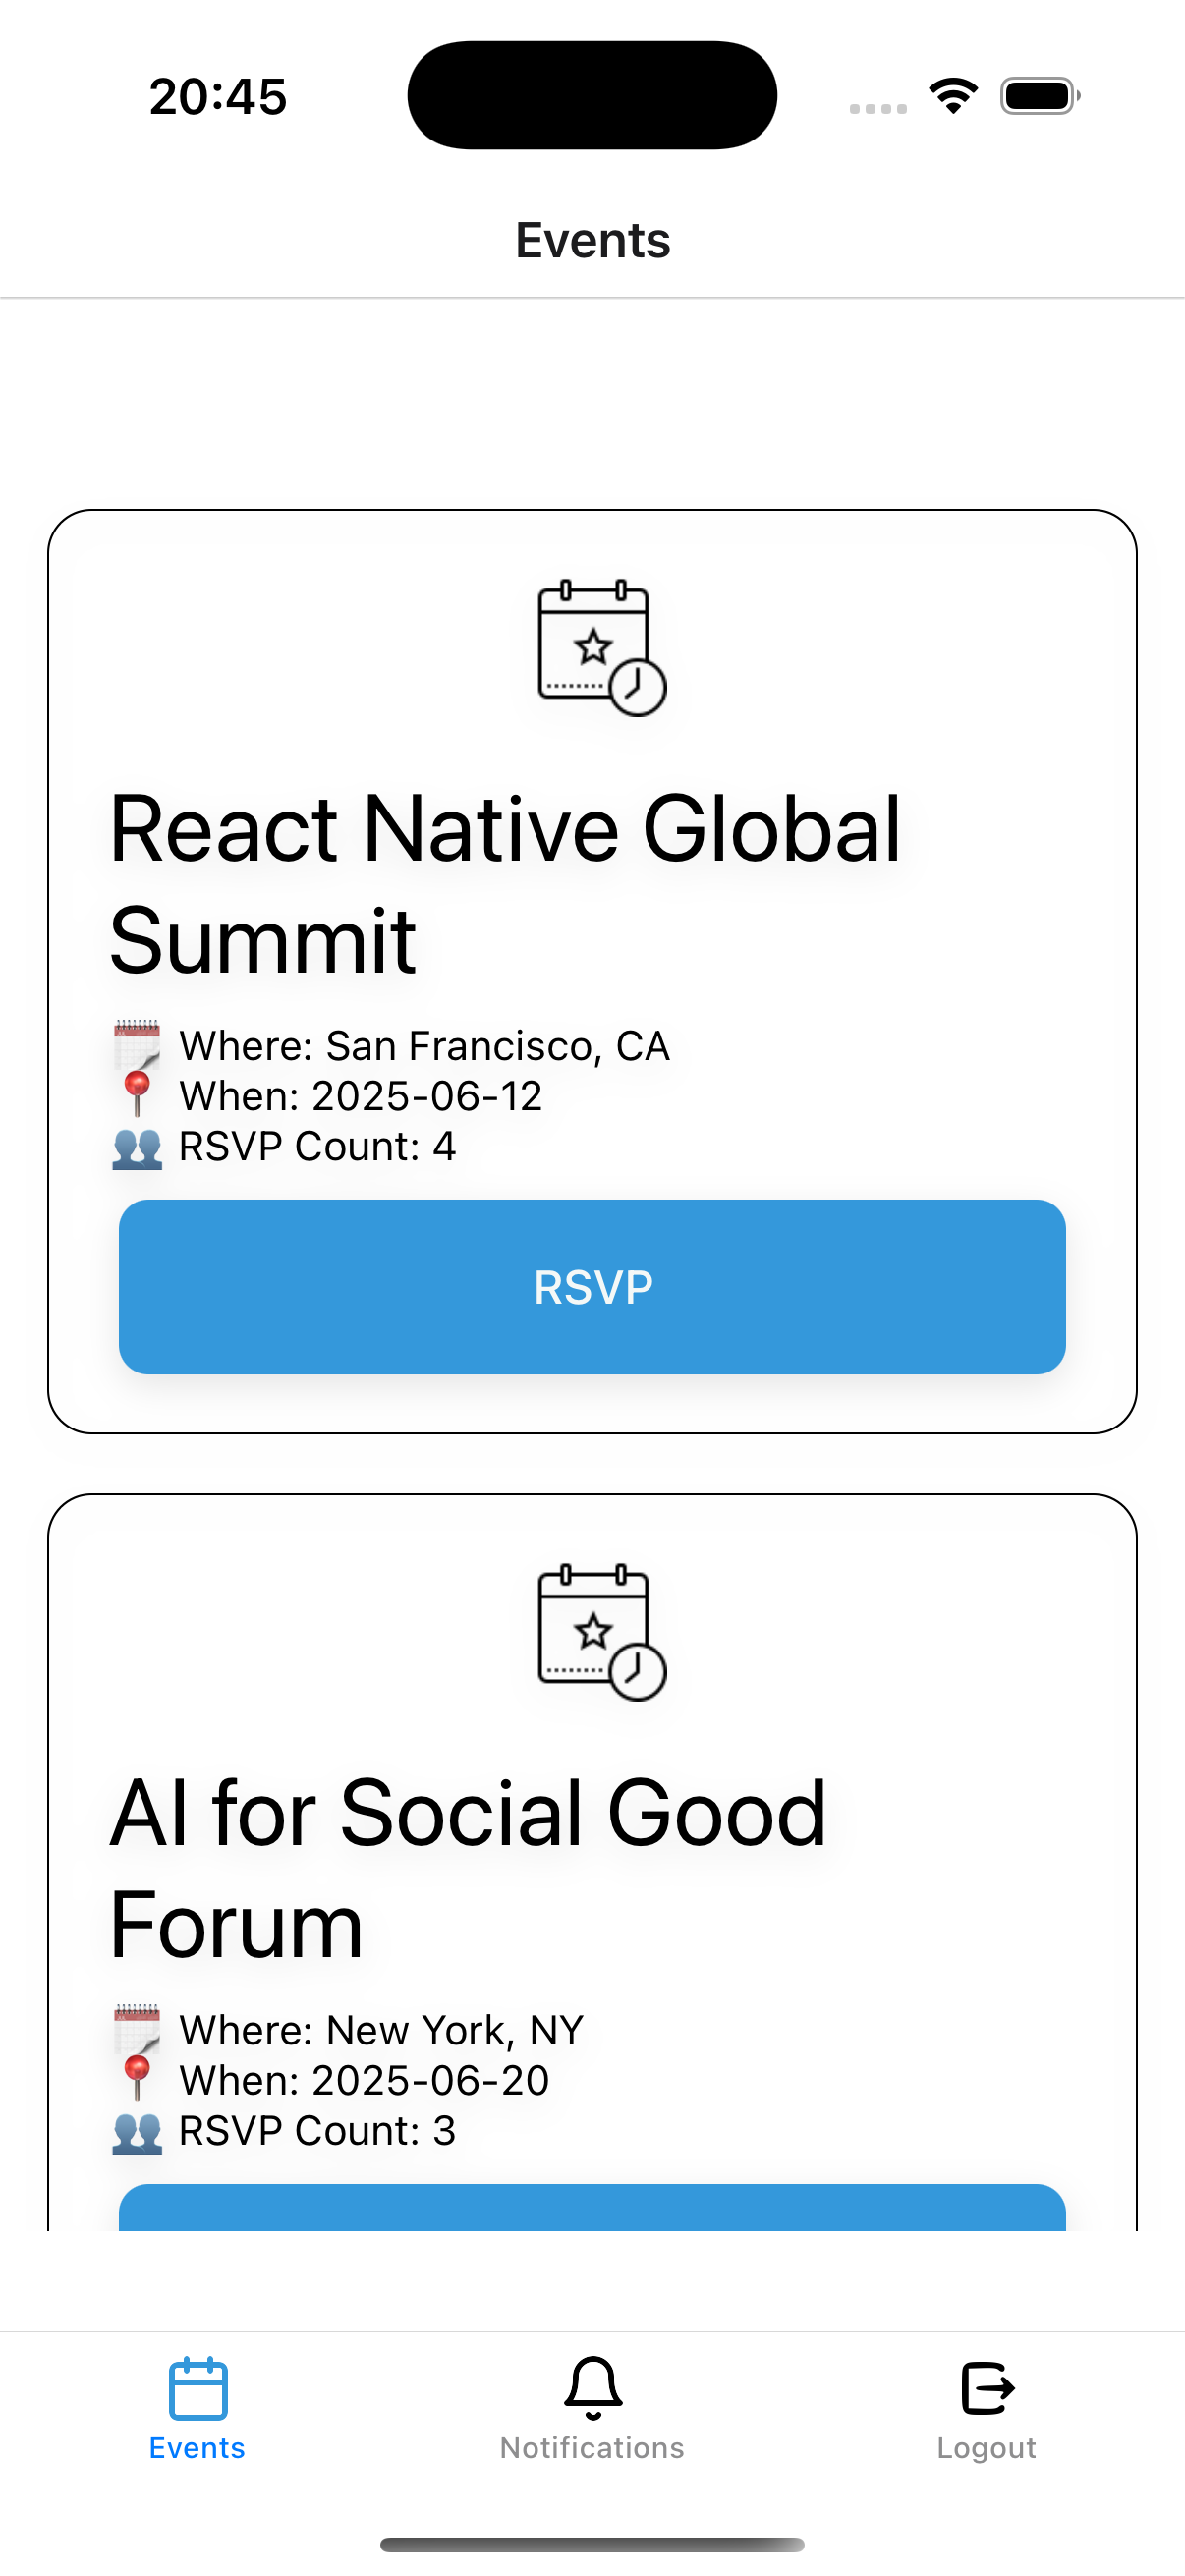 20:45
Events
React Native Global
Summit
🗓️ Where: San Francisco, CA
📍 When: 2025-06-12
👥 RSVP Count: 4
RSVP
AI for Social Good
Forum
🗓️ Where: New York, NY
📍 When: 2025-06-20
👥 RSVP Count: 3
Events
Notifications
Logout